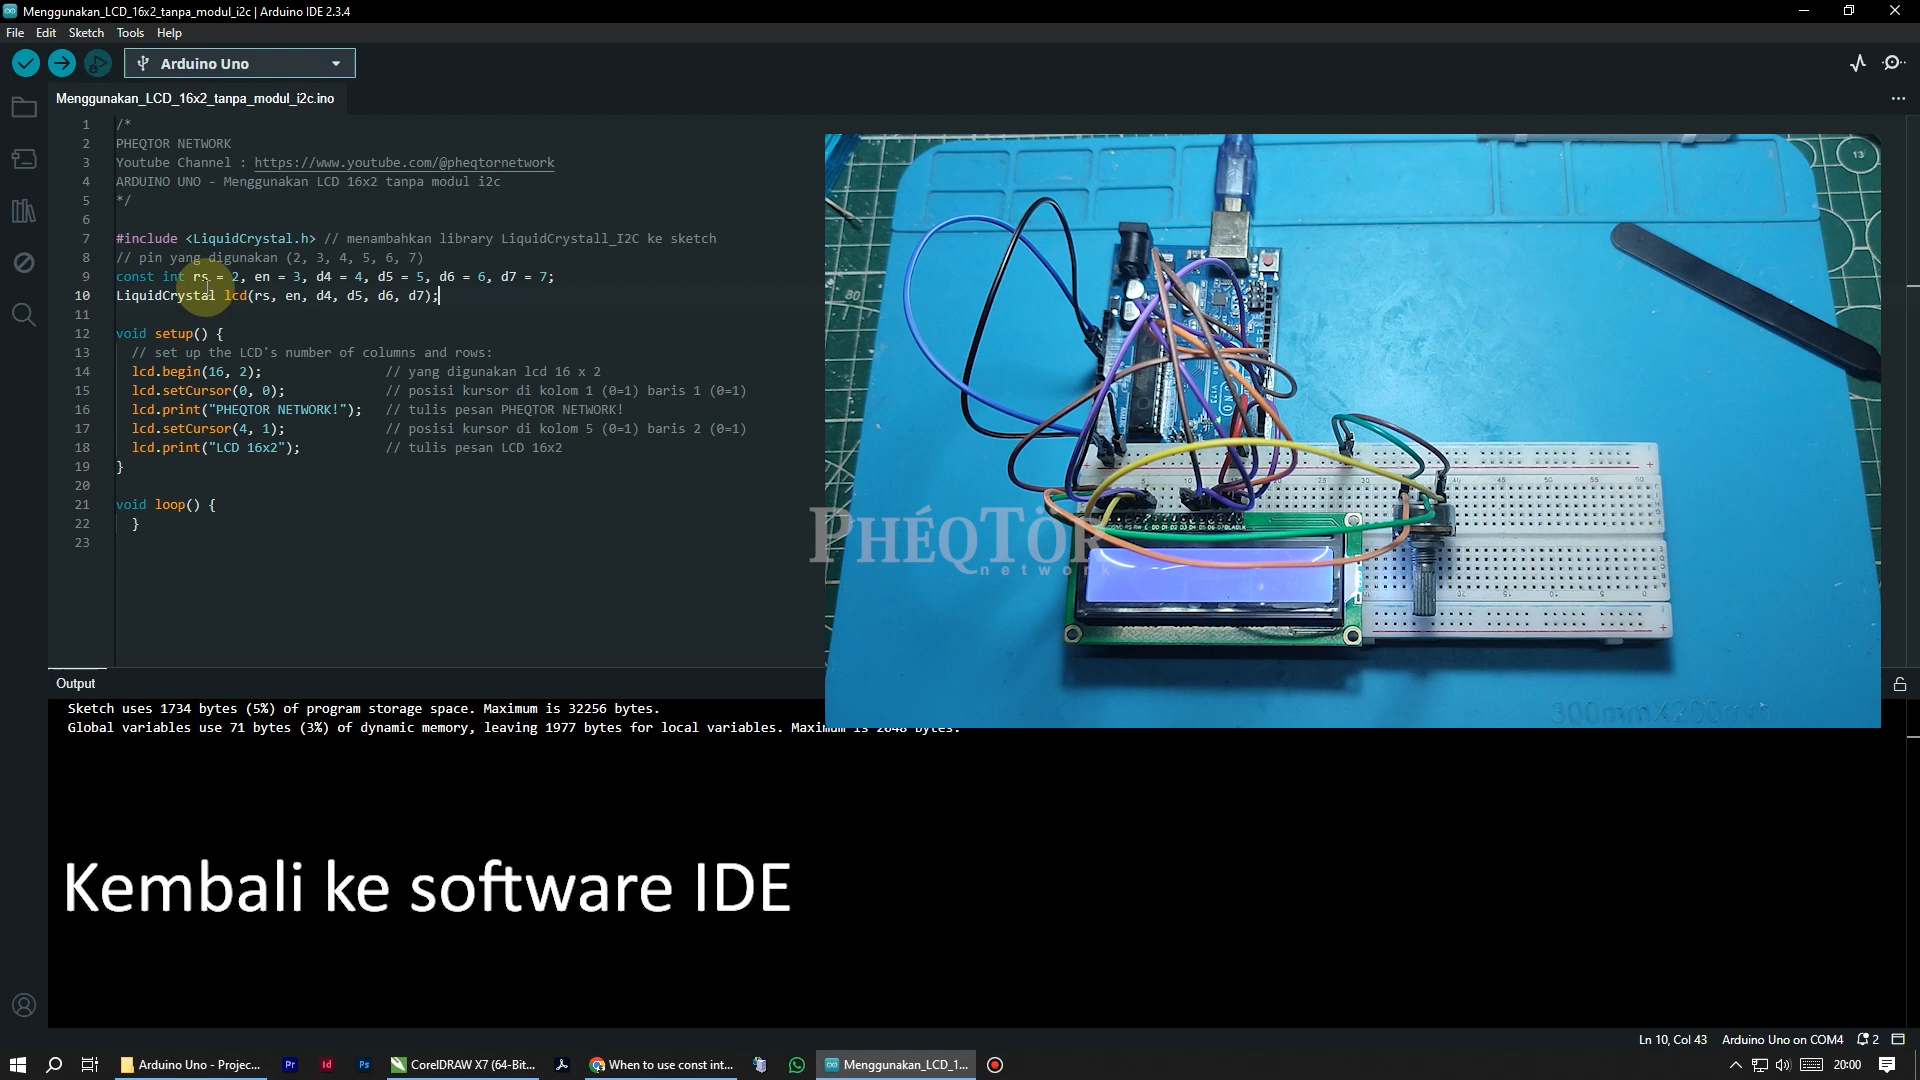 Menggunakan_LCD_16x2_tanpa_modul_i2c | Arduino IDE 2.3.4
File Edit Sketch Tools Help
Arduino Uno
Menggunakan_LCD_16x2_tanpa_modul_i2c.ino
1 /*
2 PHEQTOR NETWORK
3 Youtube Channel : https://www.youtube.com/@pheqtornetwork
4 ARDUINO UNO - Menggunakan LCD 16x2 tanpa modul i2c
5 */
6
7 #include <LiquidCrystal.h> // menambahkan library LiquidCrystall_I2C ke sketch
8 // pin yang digunakan (2, 3, 4, 5, 6, 7)
9 const int rs = 2, en = 3, d4 = 4, d5 = 5, d6 = 6, d7 = 7;
10 LiquidCrystal lcd(rs, en, d4, d5, d6, d7);
11
12 void setup() {
13 // set up the LCD's number of columns and rows:
14 lcd.begin(16, 2); // yang digunakan lcd 16 x 2
15 lcd.setCursor(0, 0); // posisi kursor di kolom 1 (0=1) baris 1 (0=1)
16 lcd.print("PHEQTOR NETWORK!"); // tulis pesan PHEQTOR NETWORK!
17 lcd.setCursor(4, 1); // posisi kursor di kolom 5 (0=1) baris 2 (0=1)
18 lcd.print("LCD 16x2"); // tulis pesan LCD 16x2
19 }
20
21 void loop() {
22 }
23
13
80
PHÉQTÖR
network
300mmX200mm
Output
Sketch uses 1734 bytes (5%) of program storage space. Maximum is 32256 bytes.
Global variables use 71 bytes (3%) of dynamic memory, leaving 1977 bytes for local variables. Maximum is 2048 bytes.
Kembali ke software IDE
Ln 10, Col 43 Arduino Uno on COM4 2
Arduino Uno - Projec... Pr Id Ps CorelDRAW X7 (64-Bit... When to use const int... Menggunakan_LCD_1... 20:00